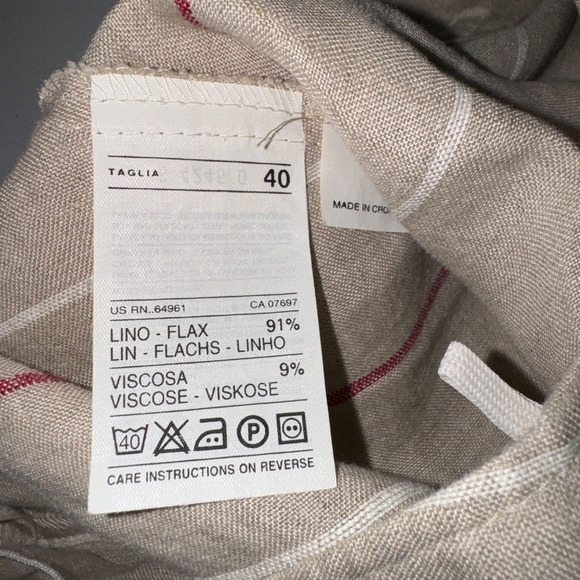 TAGLIA 40
MADE IN
US RN..64961 CA 07697
LINO - FLAX 91%
LIN - FLACHS - LINHO
VISCOSA 9%
VISCOSE - VISKOSE
40 P
CARE INSTRUCTIONS ON REVERSE